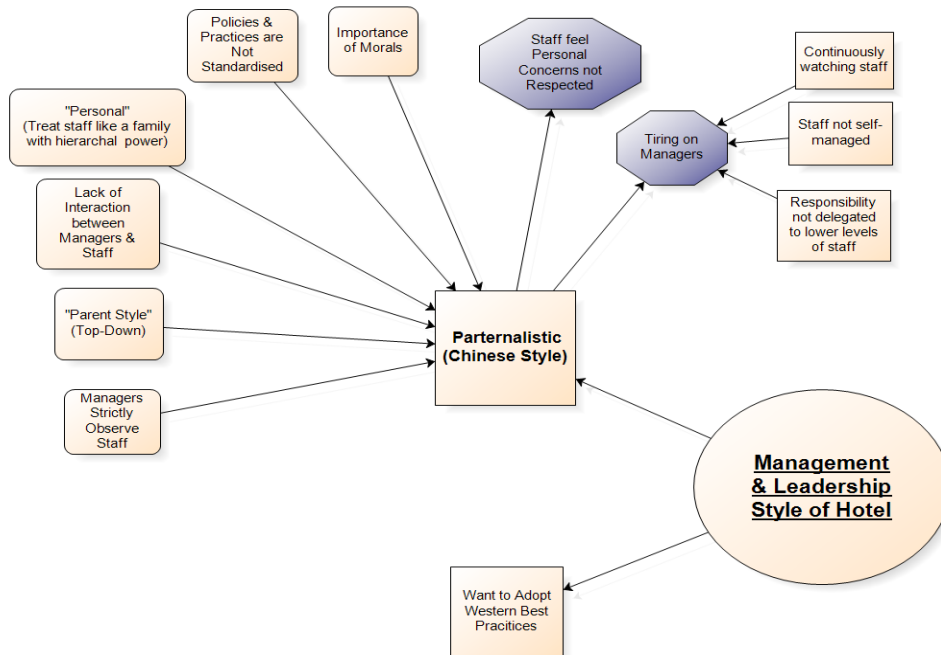 Policies &
Practices are
Not
Standardised
Importance
of Morals
Staff feel
Personal
Concerns not
Respected
Continuously
watching staff
"Personal"
(Treat staff like a family
with hierarchal power)
Tiring on
Managers
Staff not self-
managed
Lack of
Interaction
between
Managers &
Staff
Responsibility
not delegated
to lower levels
of staff
"Parent Style"
(Top-Down)
Parternalistic
(Chinese Style)
Managers
Strictly
Observe
Staff
Management
& Leadership
Style of Hotel
Want to Adopt
Western Best
Pracitices